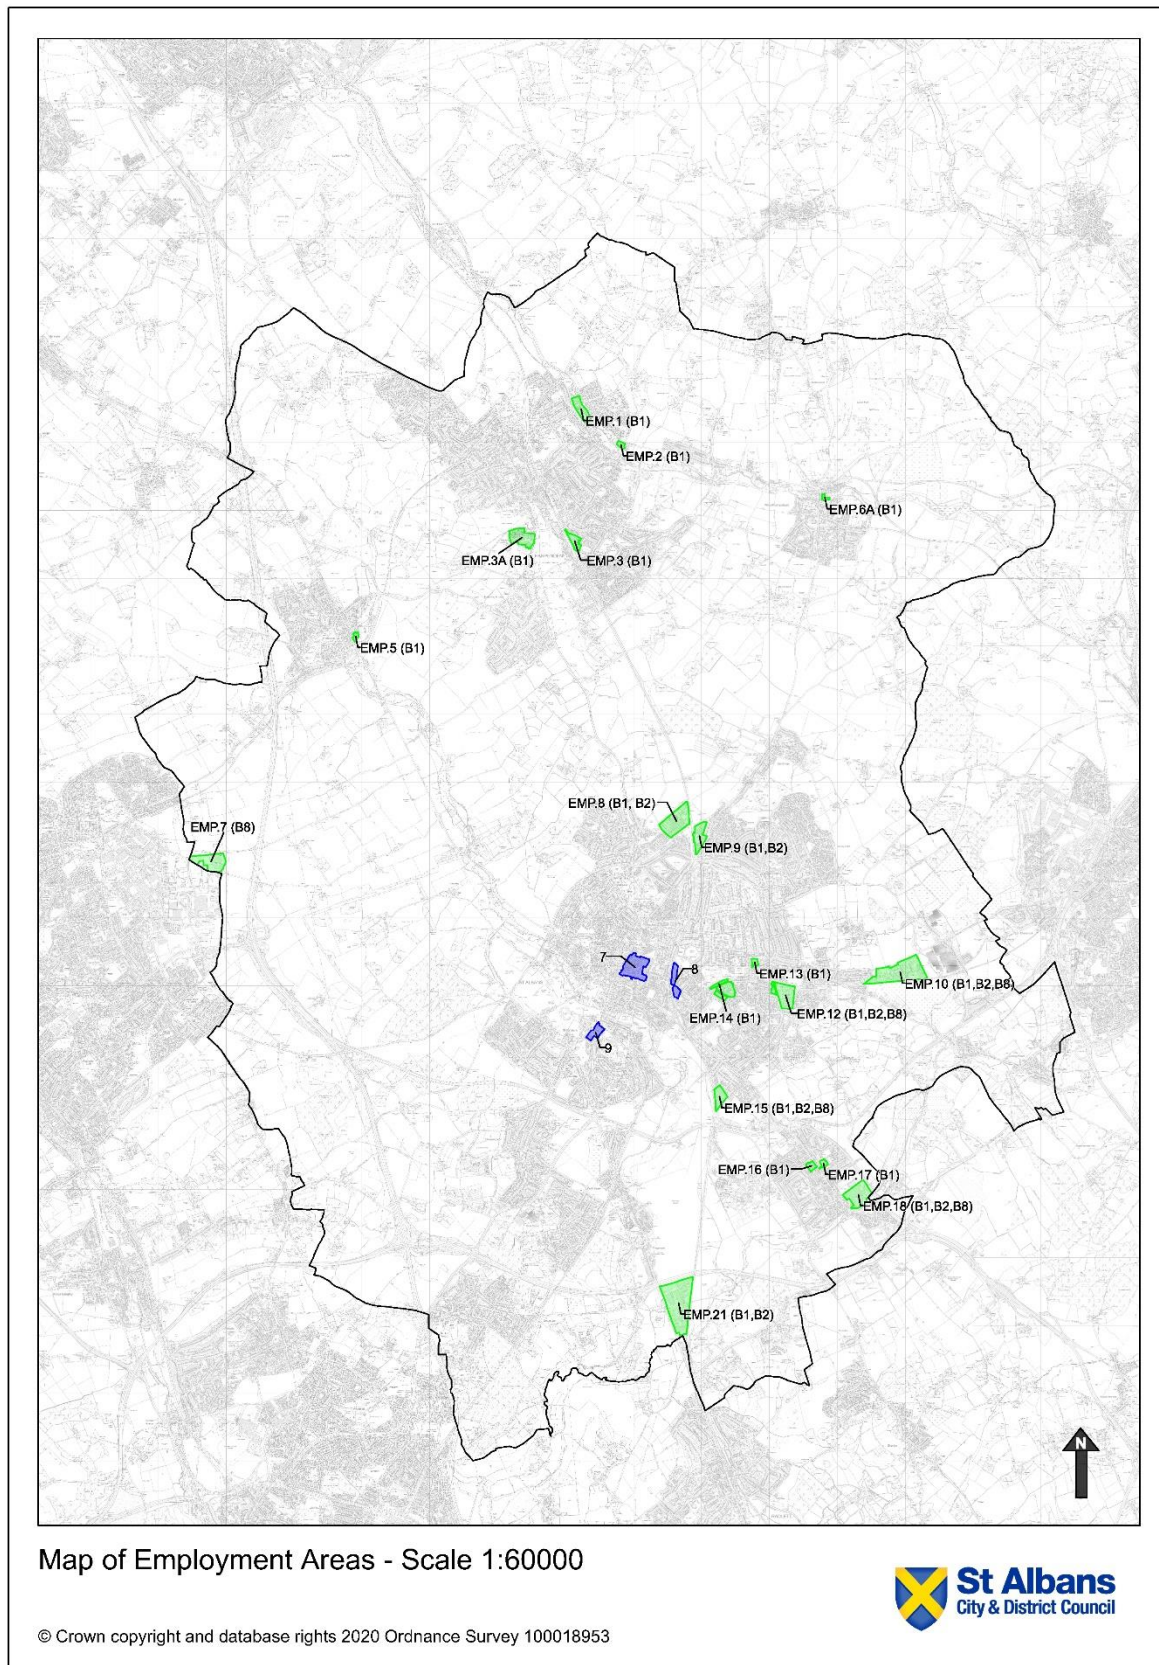 EMP.1 (B1)
EMP.2 (B1)
EMP.6A (B1)
EMP.3A (B1)
EMP.3 (B1)
EMP.5 (B1)
EMP.8 (B1, B2)
EMP.7 (B8)
EMP.9 (B1,B2)
7
8
EMP.13 (B1)
EMP.10 (B1,B2,B8)
EMP.14 (B1)
EMP.12 (B1,B2,B8)
9
EMP.15 (B1,B2,B8)
EMP.16 (B1)
EMP.17 (B1)
EMP.18 (B1,B2,B8)
EMP.21 (B1,B2)
N
Map of Employment Areas - Scale 1:60000
St Albans
City & District Council
© Crown copyright and database rights 2020 Ordnance Survey 100018953